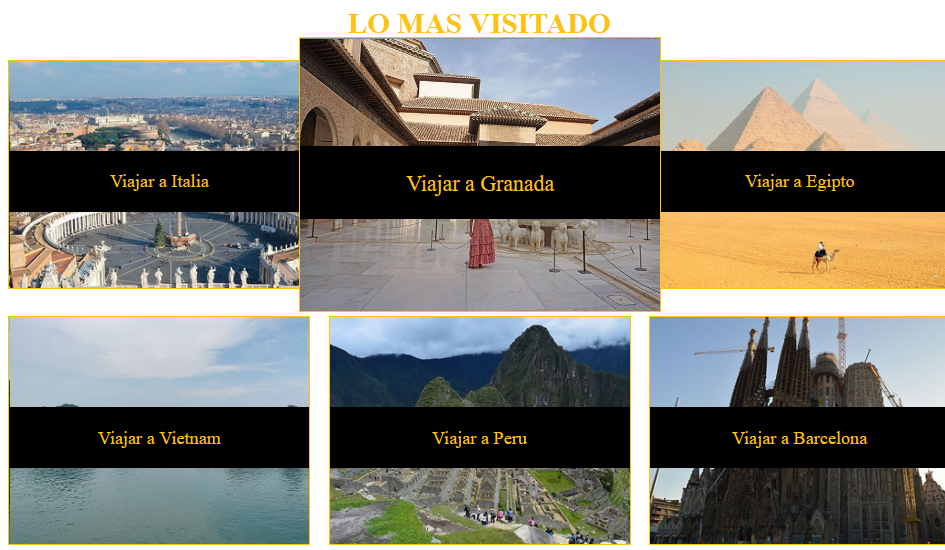 LO MAS VISITADO
Viajar a Italia
Viajar a Granada
Viajar a Egipto
Viajar a Vietnam
Viajar a Peru
Viajar a Barcelona